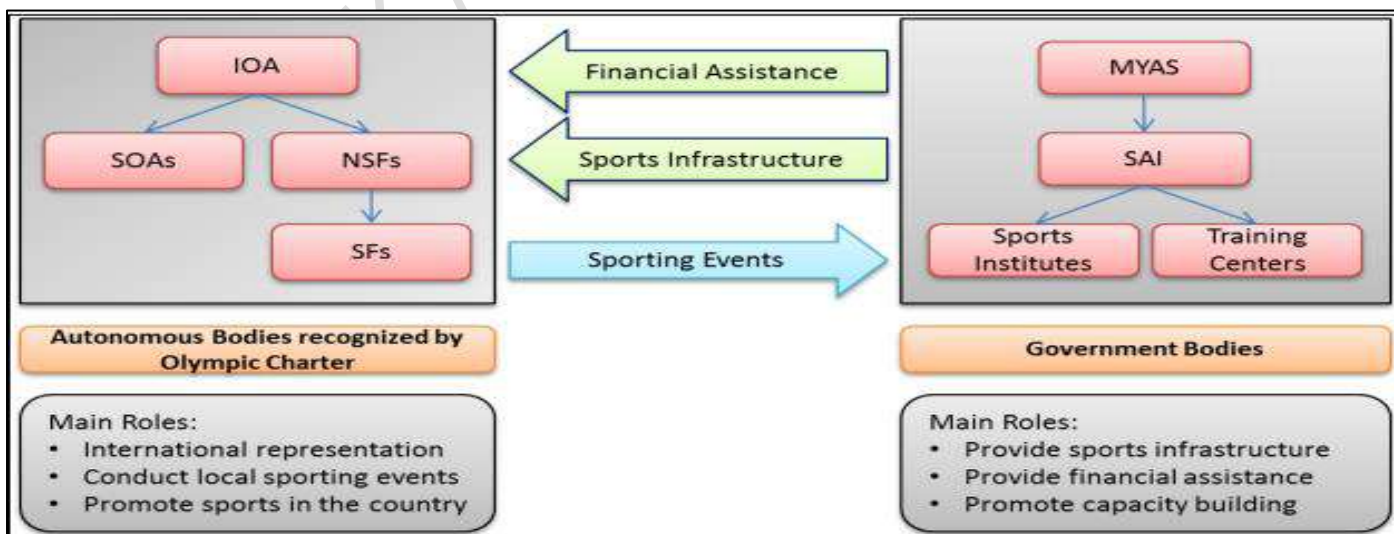 IOA
SOAs
NSFs
SFs
Financial Assistance
Sports Infrastructure
Sporting Events
MYAS
SAI
Sports
Institutes
Training
Centers
Autonomous Bodies recognized by
Olympic Charter
Government Bodies
Main Roles:
• International representation
• Conduct local sporting events
• Promote sports in the country
Main Roles:
• Provide sports infrastructure
• Provide financial assistance
• Promote capacity building